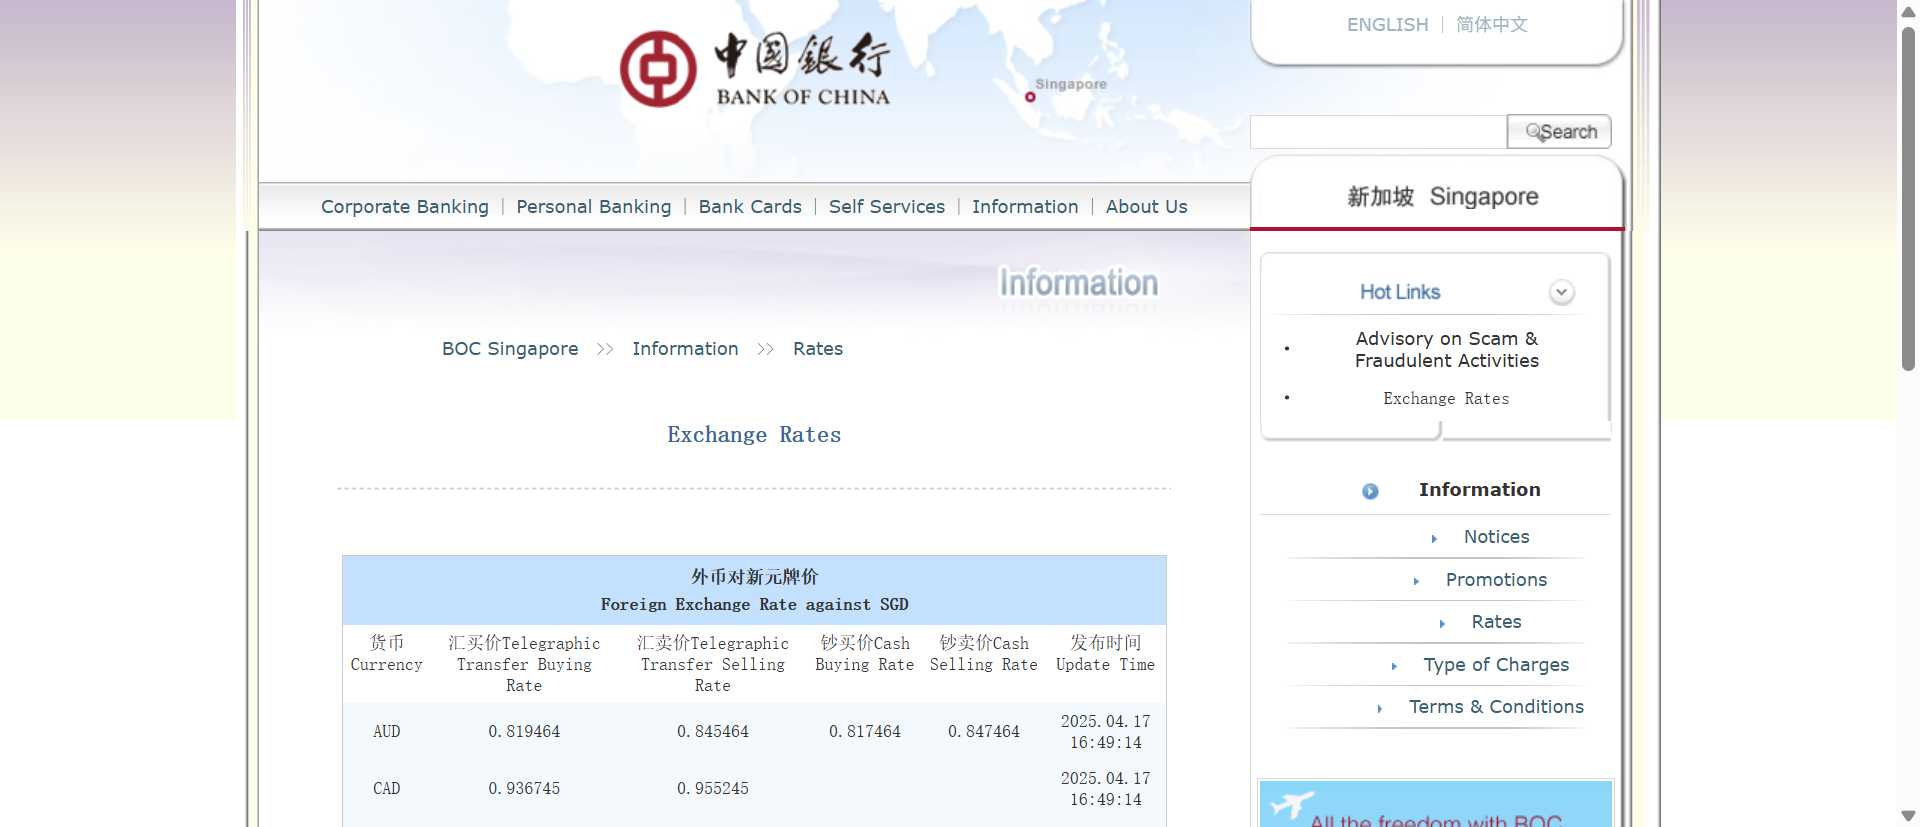 ENGLISH | 简体中文
中國銀行
BANK OF CHINA
Singapore
Search
新加坡 Singapore
Corporate Banking | Personal Banking | Bank Cards | Self Services | Information | About Us
Information
BOC Singapore >> Information >> Rates
Exchange Rates
外币对新元牌价
Foreign Exchange Rate against SGD
货币 Currency
汇买价Telegraphic Transfer Buying Rate
汇卖价Telegraphic Transfer Selling Rate
钞买价Cash Buying Rate
钞卖价Cash Selling Rate
发布时间 Update Time
AUD 0.819464 0.845464 0.817464 0.847464 2025.04.17 16:49:14
CAD 0.936745 0.955245 2025.04.17 16:49:14
Hot Links
• Advisory on Scam &
Fraudulent Activities
• Exchange Rates
Information
Notices
Promotions
Rates
Type of Charges
Terms & Conditions
All the freedom with BOC